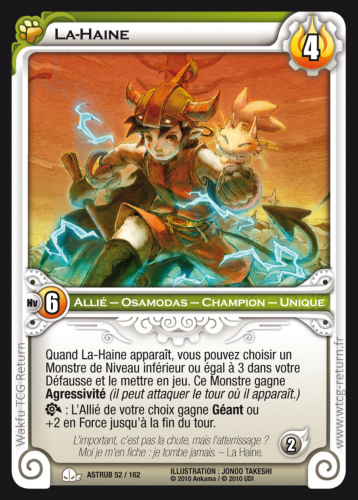 La-Haine
4
Nv 6
Allié – Osamodas – Champion – Unique
Quand La-Haine apparaît, vous pouvez choisir un
Monstre de Niveau inférieur ou égal à 3 dans votre
Défausse et le mettre en jeu. Ce Monstre gagne
Agressivité (il peut attaquer le tour où il apparaît.)
: L'Allié de votre choix gagne Géant ou
+2 en Force jusqu'à la fin du tour.
L'important, c'est pas la chute, mais l'atterrissage ?
Moi je m'en fiche : je tombe jamais. – La Haine.
2
ASTRUB 52 / 162
ILLUSTRATION : JONGO TAKESHI
© 2010 Ankama / © 2010 UDI
Wakfu TCG Return
www.wtcg-return.fr